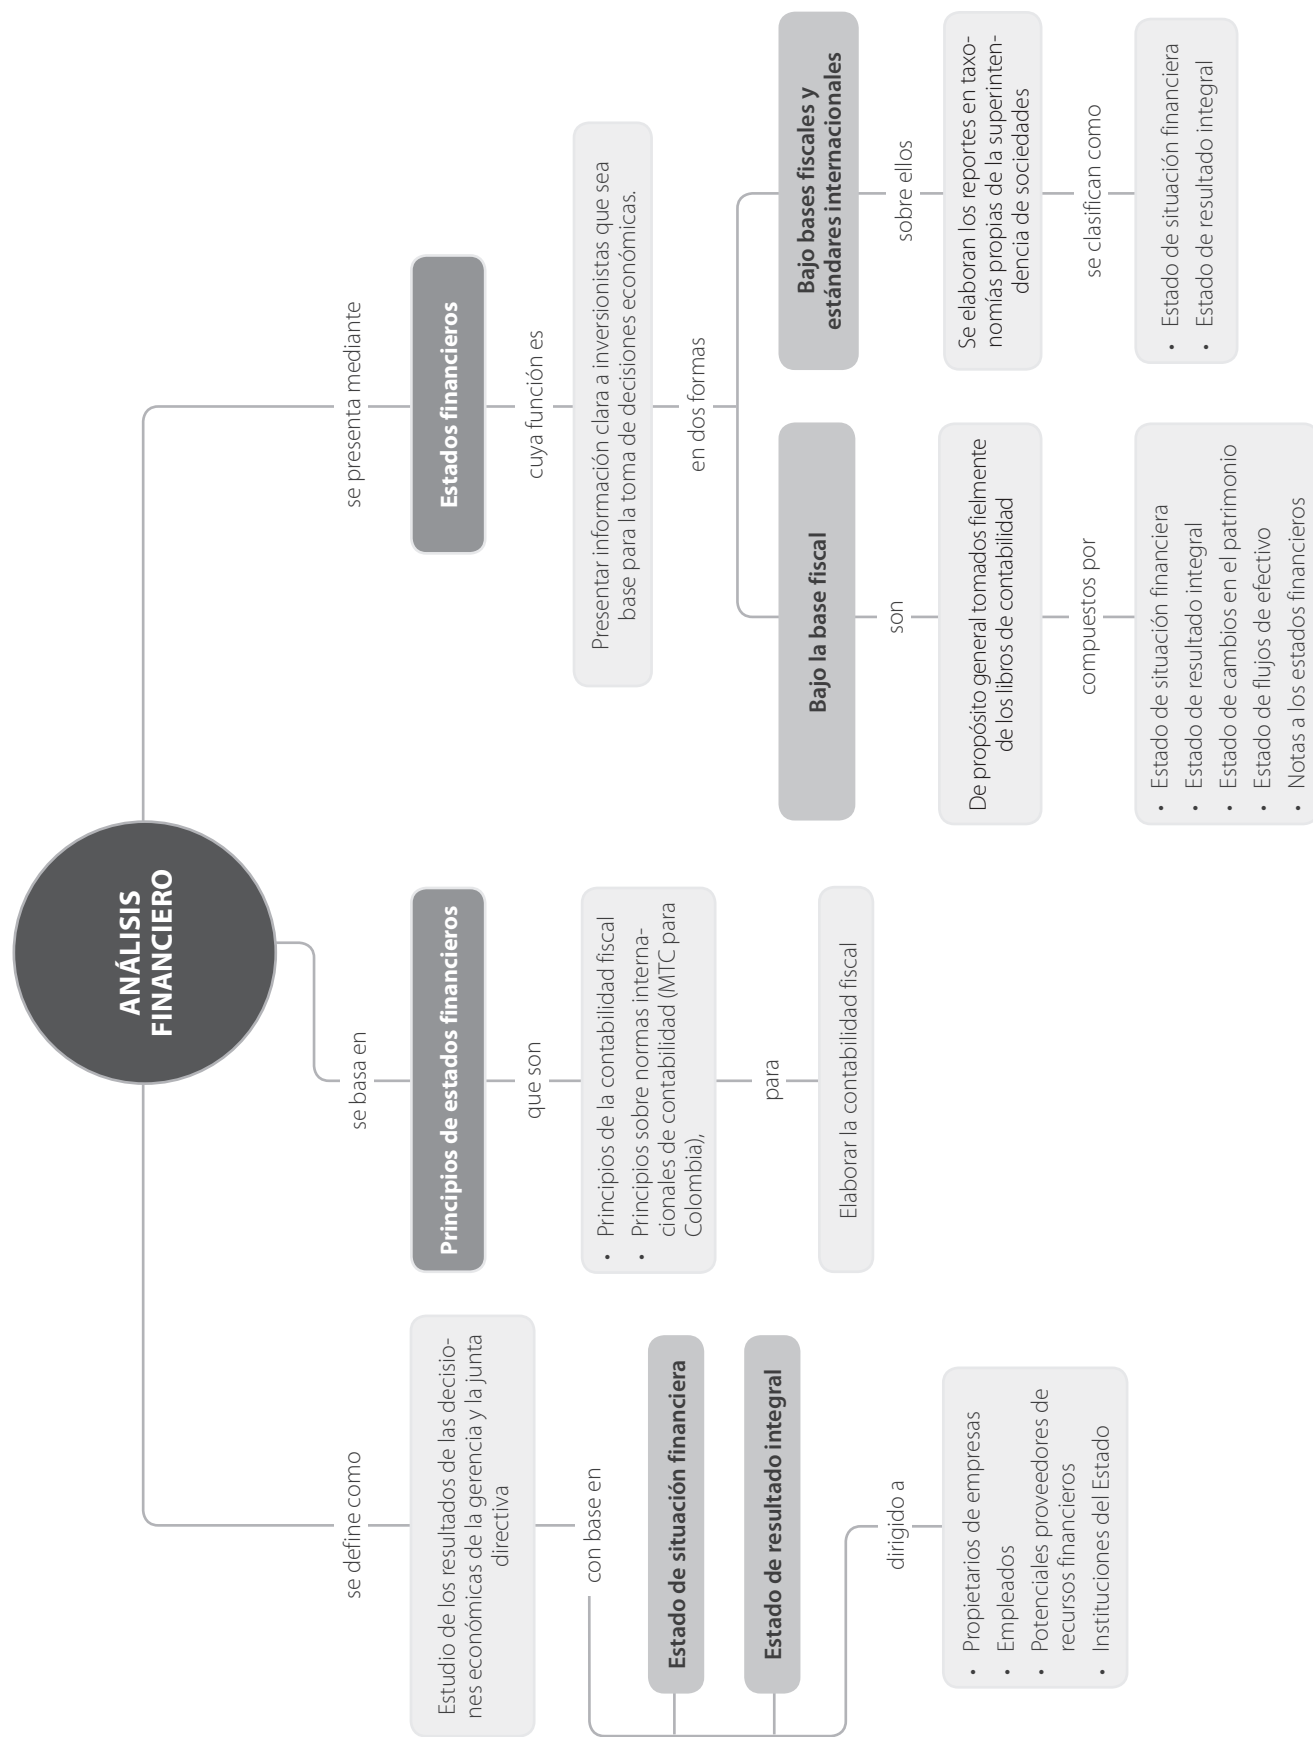 ANÁLISIS
FINANCIERO
se define como
Estudio de los resultados de las decisio-
nes económicas de la gerencia y la junta
directiva
con base en
Estado de situación financiera
Estado de resultado integral
dirigido a
• Propietarios de empresas
• Empleados
• Potenciales proveedores de
recursos financieros
• Instituciones del Estado
se basa en
Principios de estados financieros
que son
• Principios de la contabilidad fiscal
• Principios sobre normas interna-
cionales de contabilidad (MTC para
Colombia),
para
Elaborar la contabilidad fiscal
se presenta mediante
Estados financieros
cuya función es
Presentar información clara a inversionistas que sea
base para la toma de decisiones económicas.
en dos formas
Bajo la base fiscal
son
De propósito general tomados fielmente
de los libros de contabilidad
compuestos por
• Estado de situación financiera
• Estado de resultado integral
• Estado de cambios en el patrimonio
• Estado de flujos de efectivo
• Notas a los estados financieros
Bajo bases fiscales y
estándares internacionales
sobre ellos
Se elaboran los reportes en taxo-
nomías propias de la superinten-
dencia de sociedades
se clasifican como
• Estado de situación financiera
• Estado de resultado integral